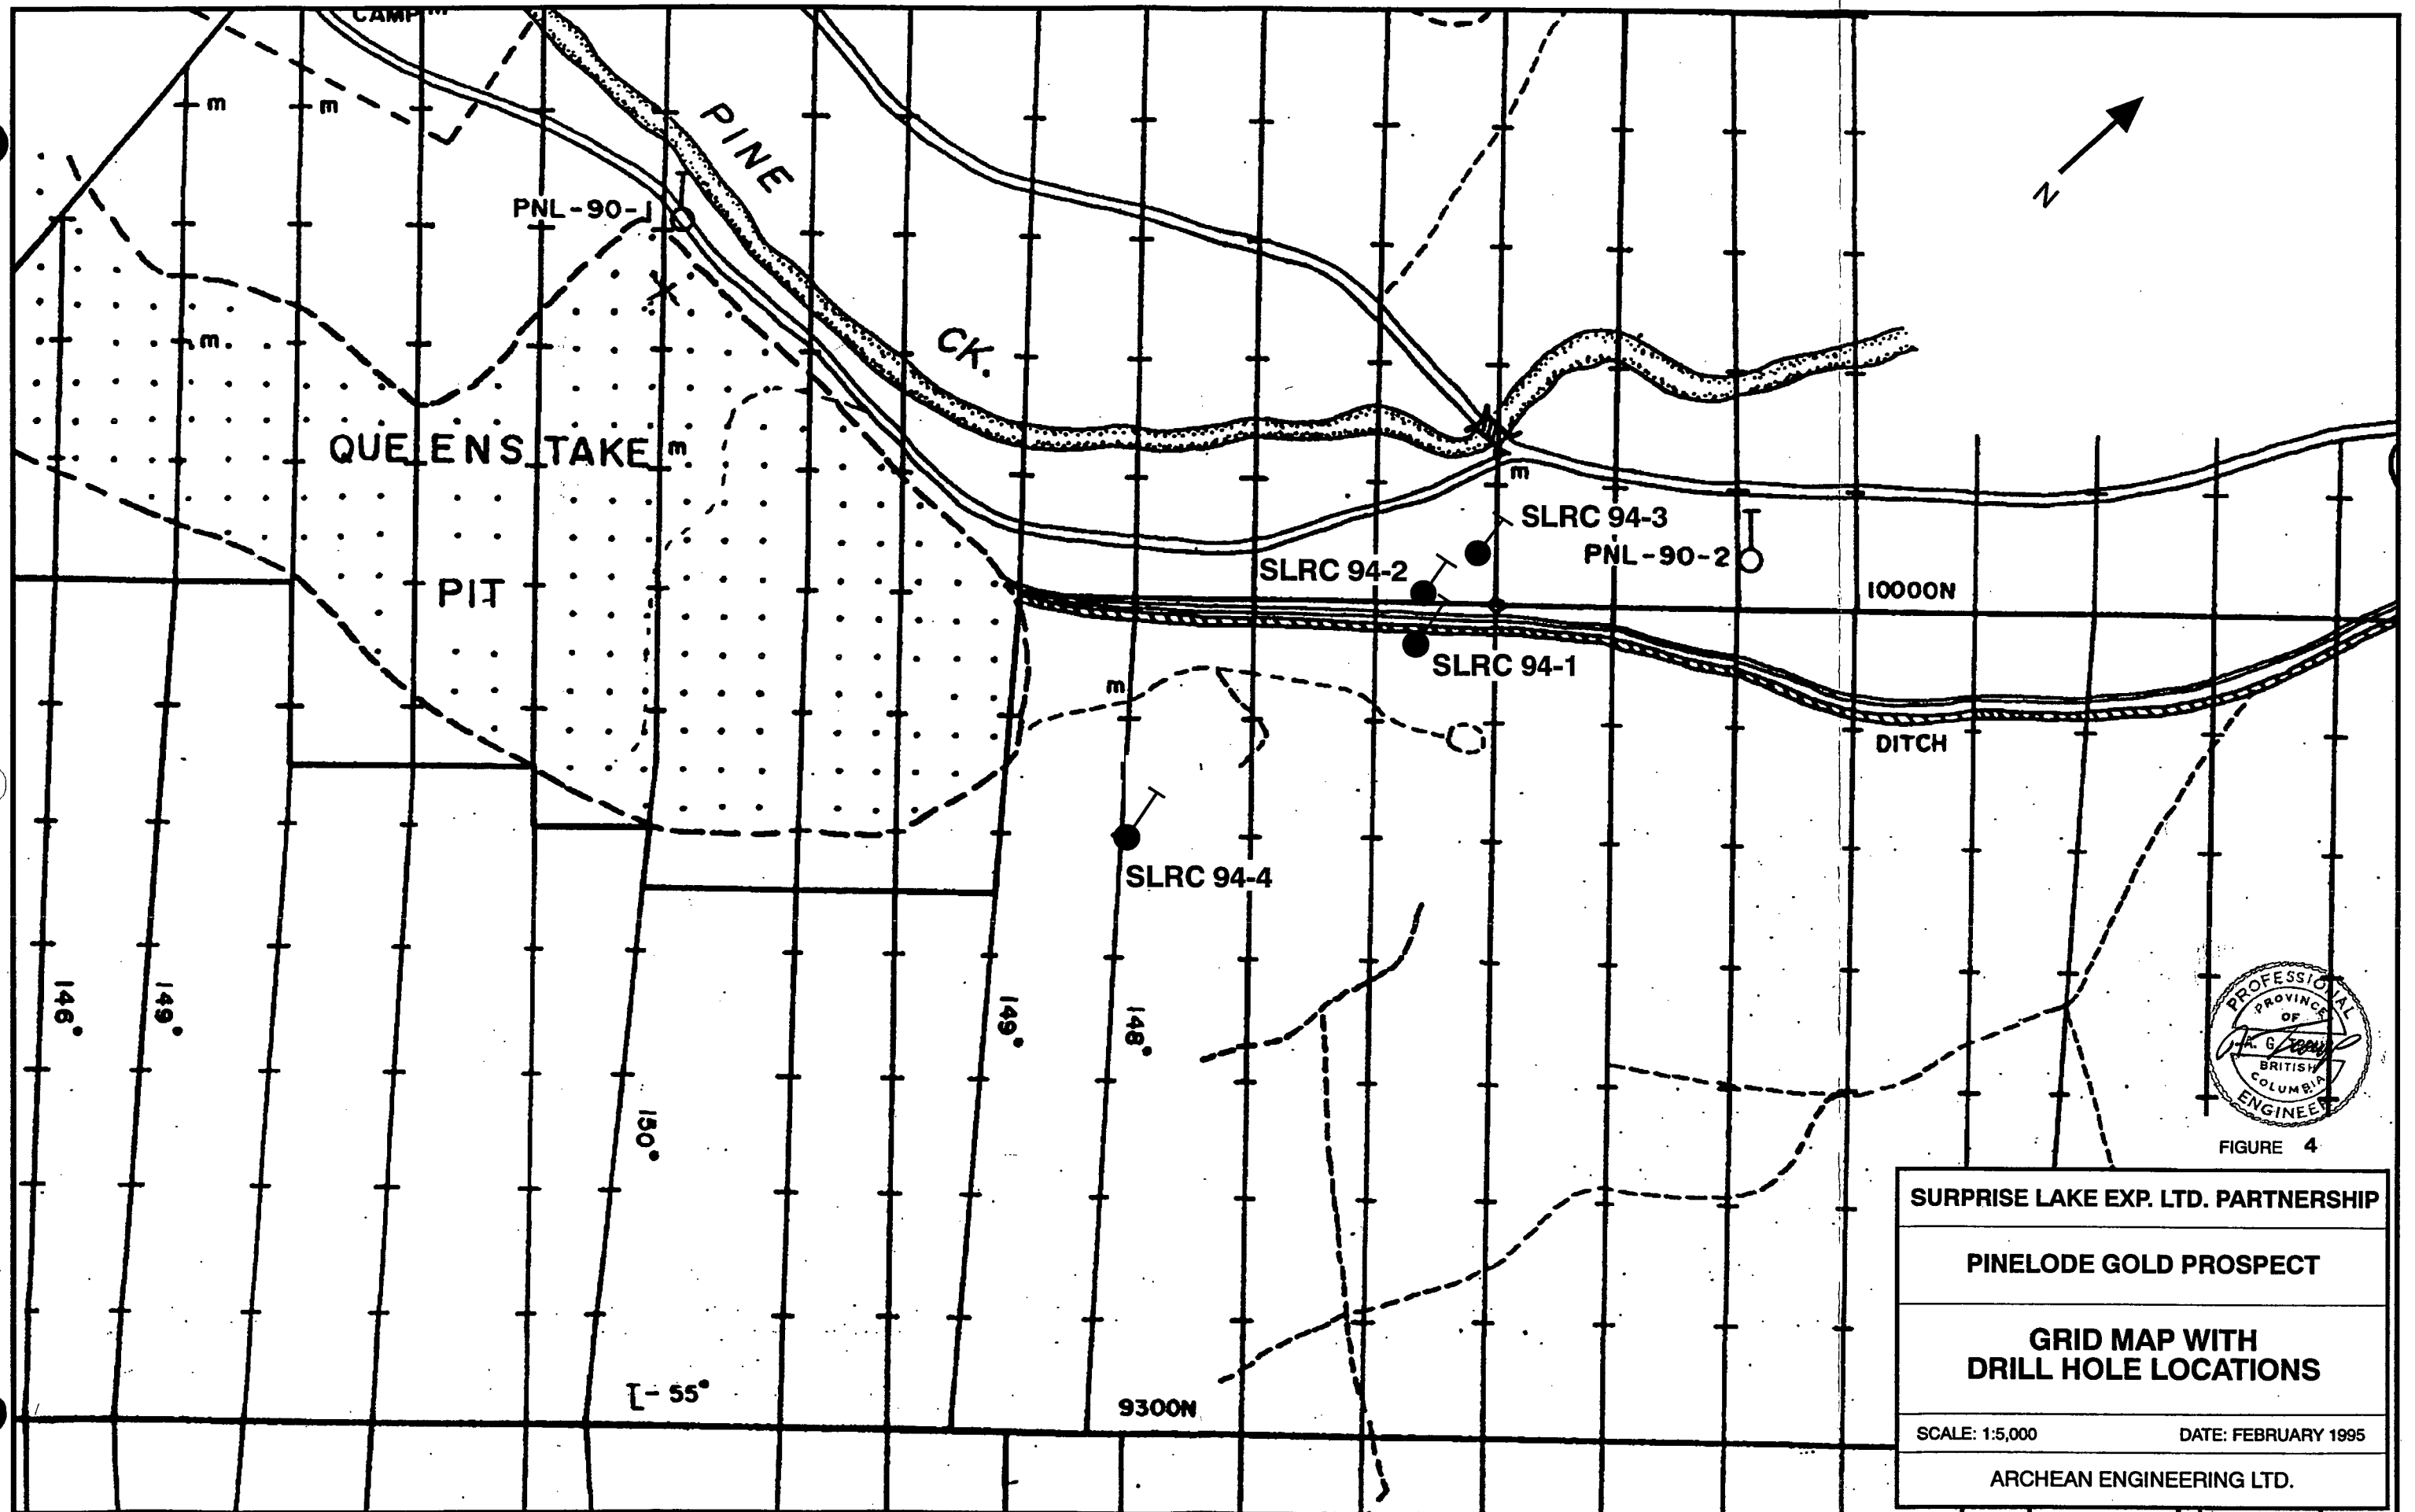 CAMP
m
m
PINE
N
PNL-90-1
m
CK.
QUEENSTAKE
m
m
SLRC 94-3
PNL-90-2
SLRC 94-2
10000N
PIT
SLRC 94-1
m
DITCH
SLRC 94-4
146°
149°
149°
148°
150°
PROFESSIONAL
PROVINCE
OF
BRITISH
COLUMBIA
ENGINEER
FIGURE 4
SURPRISE LAKE EXP. LTD. PARTNERSHIP
PINELODE GOLD PROSPECT
GRID MAP WITH
DRILL HOLE LOCATIONS
-55°
9300N
SCALE: 1:5,000 DATE: FEBRUARY 1995
ARCHEAN ENGINEERING LTD.